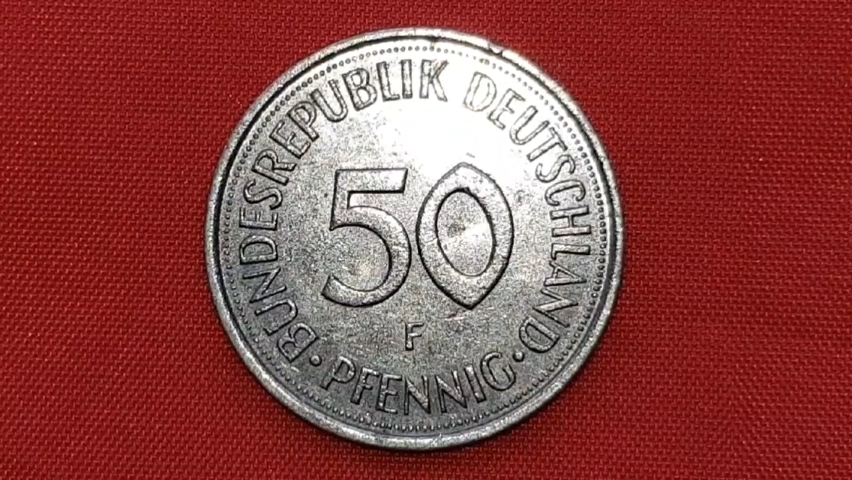 BUNDESREPUBLIK DEUTSCHLAND
50
F
· PFENNIG ·